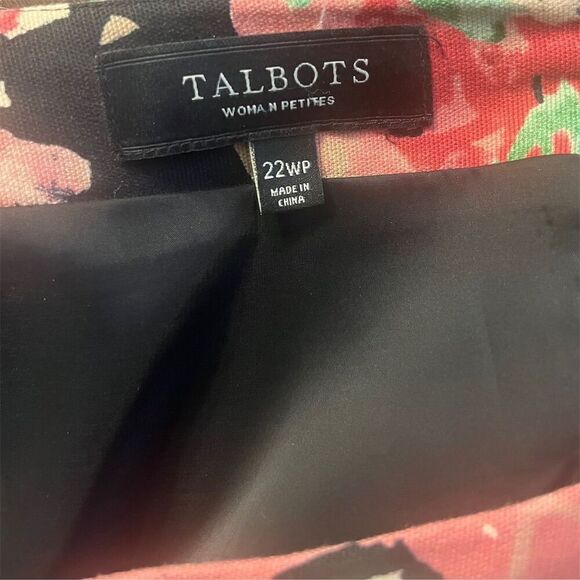 TALBOTS
WOMAN PETITES
22WP
MADE IN
CHINA